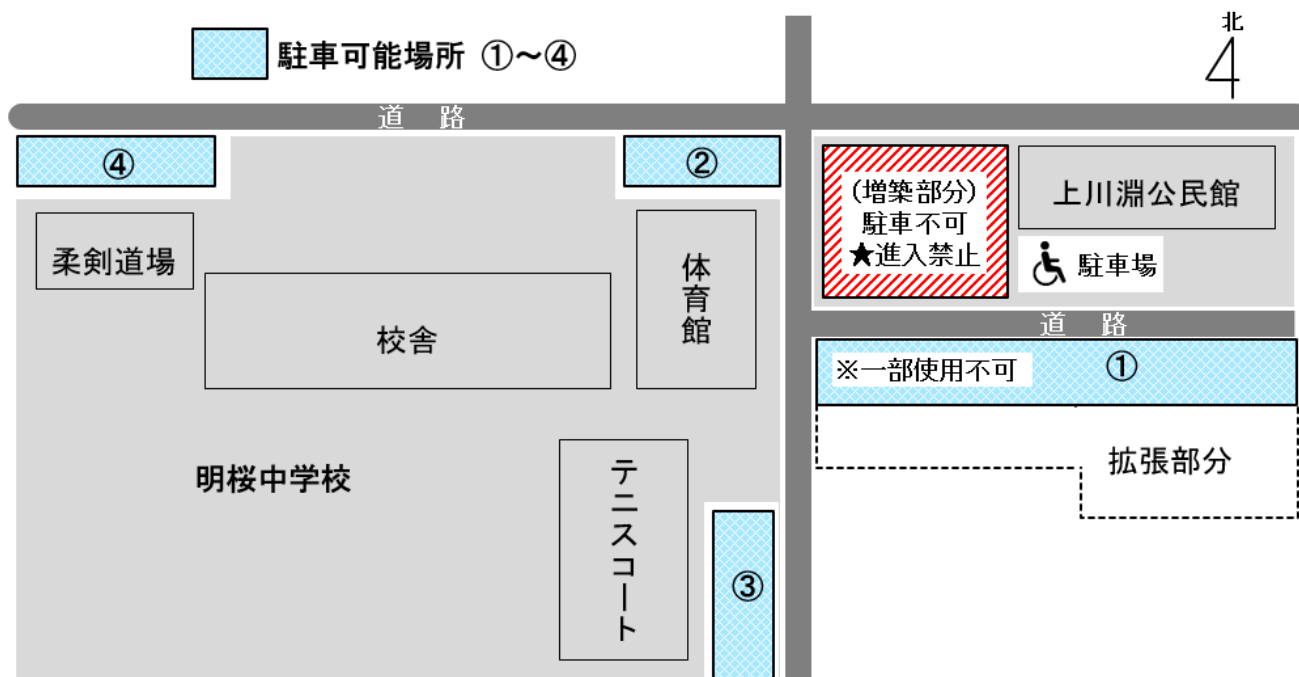 駐車可能場所 ①～④
北
道 路
④
②
(増築部分)
駐車不可
★進入禁止
上川淵公民館
駐車場
柔剣道場
体育館
校舎
道 路
※一部使用不可
①
明桜中学校
テニスコート
拡張部分
③